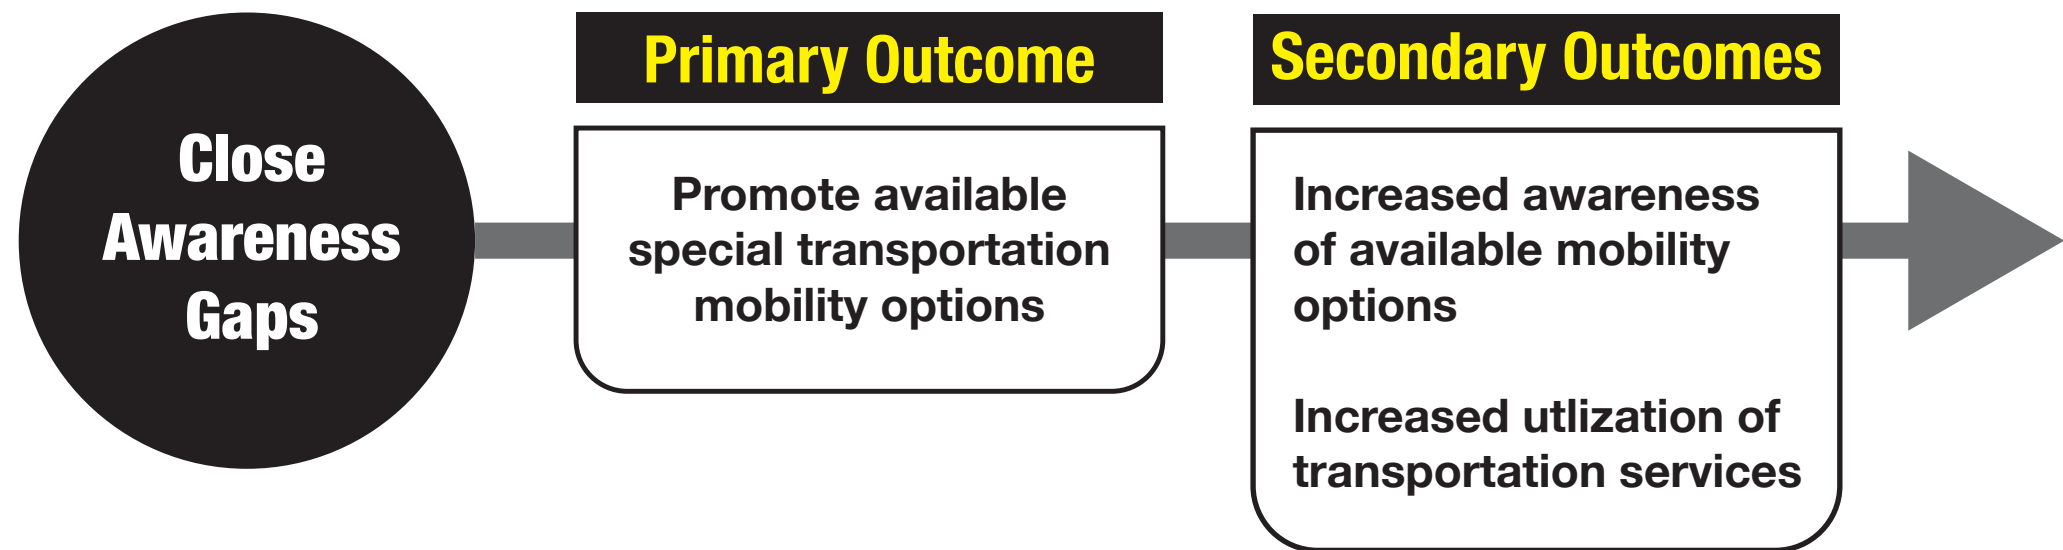 Close
Awareness
Gaps
Primary Outcome
Promote available
special transportation
mobility options
Secondary Outcomes
Increased awareness
of available mobility
options
Increased utlization of
transportation services